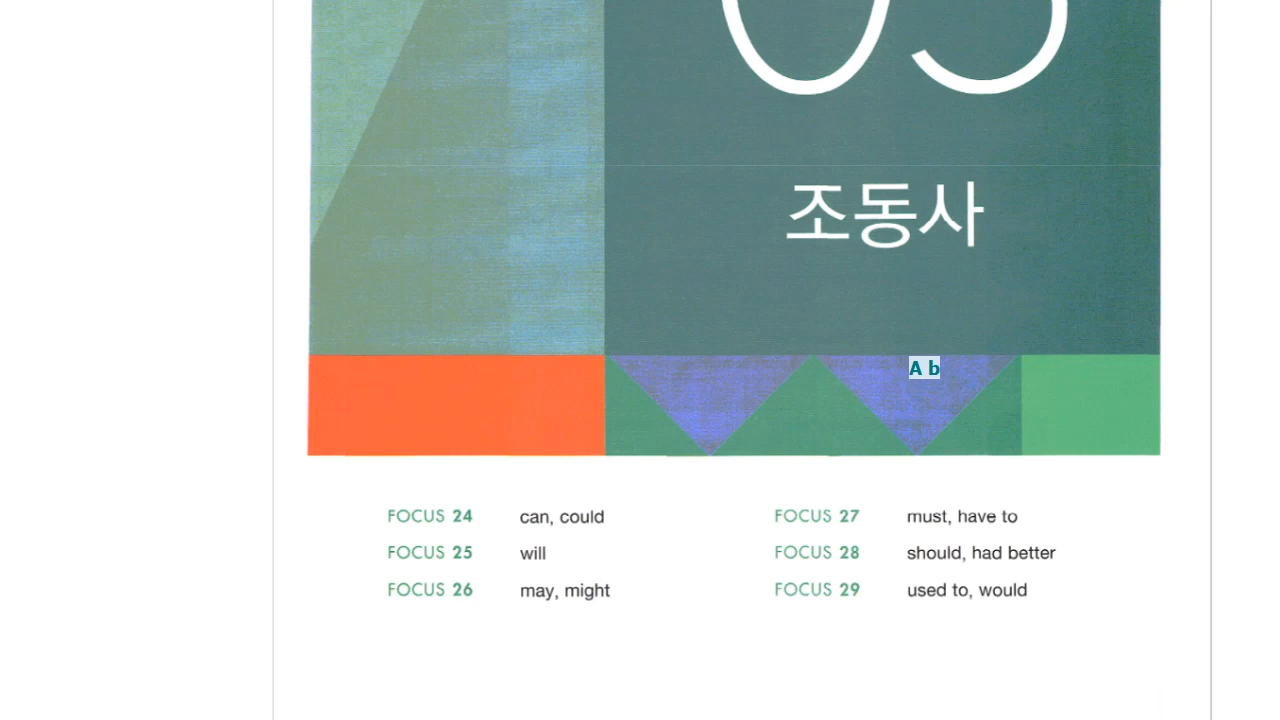 조동사
A b
FOCUS 24 can, could
FOCUS 25 will
FOCUS 26 may, might
FOCUS 27 must, have to
FOCUS 28 should, had better
FOCUS 29 used to, would